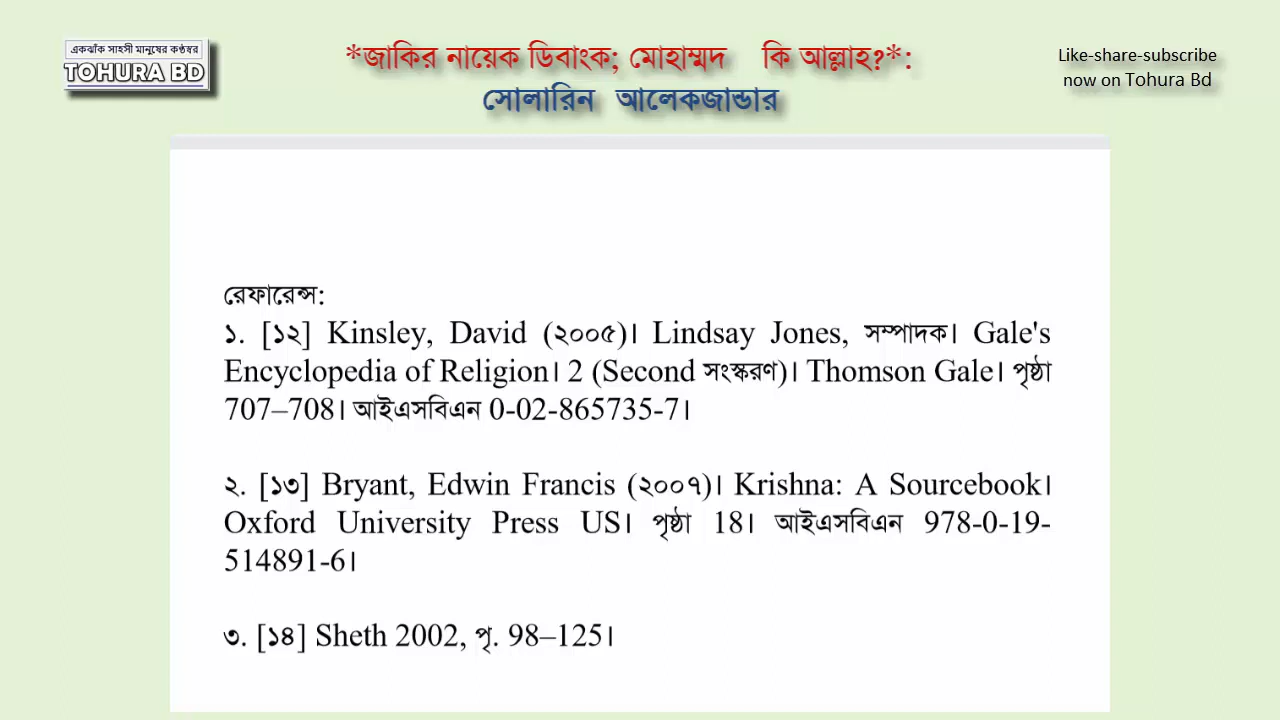 একঝাঁক সাহসী মানুষের কণ্ঠস্বর
TOHURA BD
*জাকির নায়েক ডিবাংক; মোহাম্মদ কি আল্লাহ?*:
সোলারিন আলেকজান্ডার
Like-share-subscribe
now on Tohura Bd
রেফারেন্স:
১. [১২] Kinsley, David (২০০৫)। Lindsay Jones, সম্পাদক। Gale's
Encyclopedia of Religion। 2 (Second সংস্করণ)। Thomson Gale। পৃষ্ঠা
707–708। আইএসবিএন 0-02-865735-7।
২. [১৩] Bryant, Edwin Francis (২০০৭)। Krishna: A Sourcebook।
Oxford University Press US। পৃষ্ঠা 18। আইএসবিএন 978-0-19-
514891-6।
৩. [১৪] Sheth 2002, পৃ. 98–125।